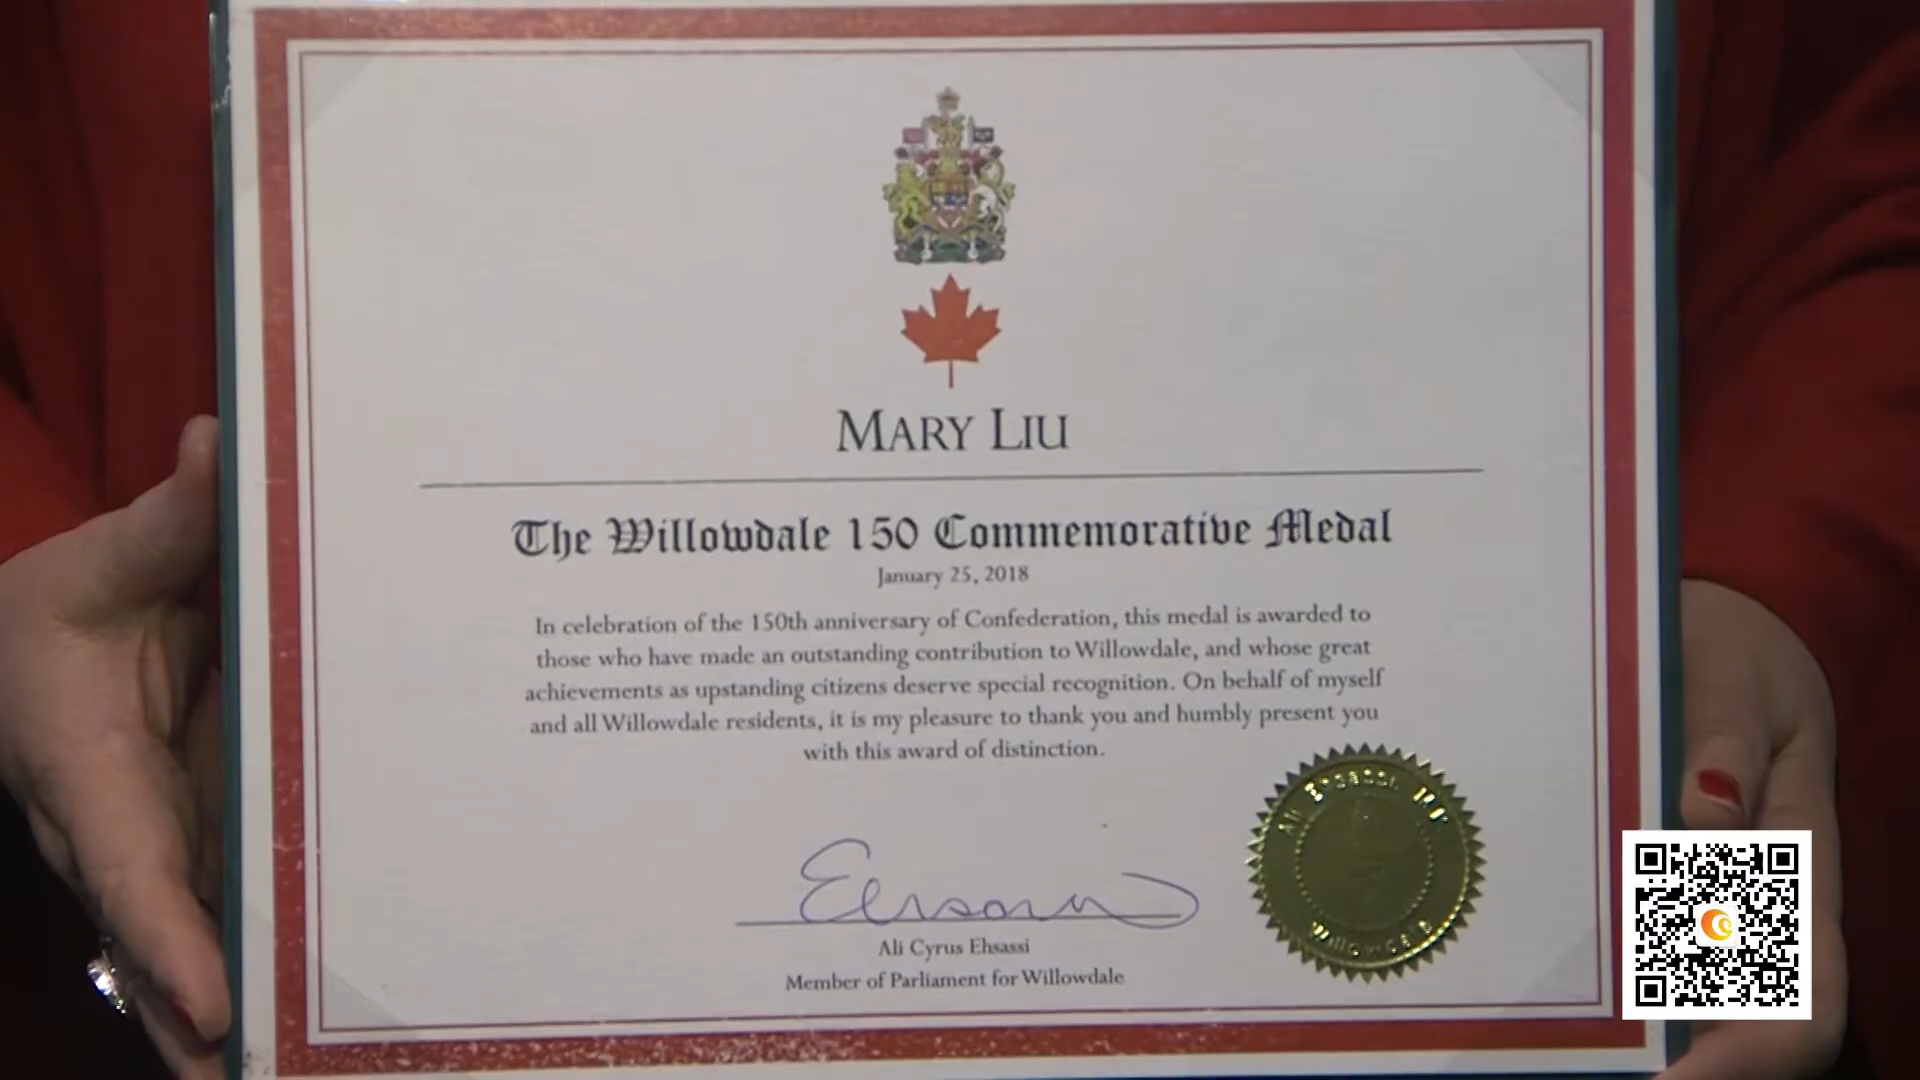 MARY LIU
The Willowdale 150 Commemorative Medal
January 25, 2018
In celebration of the 150th anniversary of Confederation, this medal is awarded to
those who have made an outstanding contribution to Willowdale, and whose great
achievements as upstanding citizens deserve special recognition. On behalf of myself
and all Willowdale residents, it is my pleasure to thank you and humbly present you
with this award of distinction.
Ali Cyrus Ehsassi
Member of Parliament for Willowdale
Ali Ehsassi, MP
Willowdale